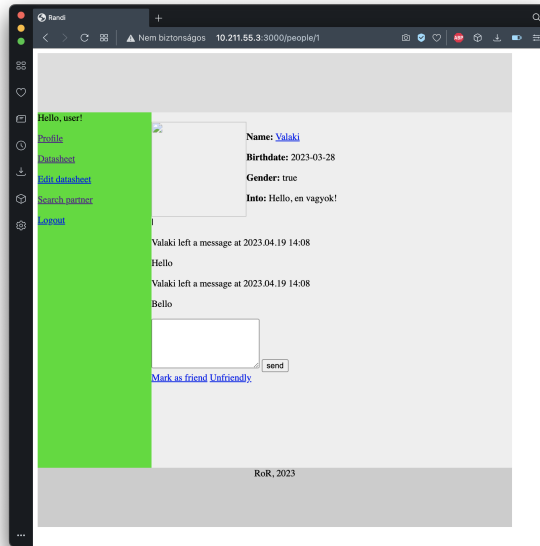 Randi
Nem biztonságos 10.211.55.3:3000/people/1
ABP
Hello, user!
Profile
Datasheet
Edit datasheet
Search partner
Logout
Name: Valaki
Birthdate: 2023-03-28
Gender: true
Into: Hello, en vagyok!
|
Valaki left a message at 2023.04.19 14:08
Hello
Valaki left a message at 2023.04.19 14:08
Bello
send
Mark as friend Unfriendly
RoR, 2023